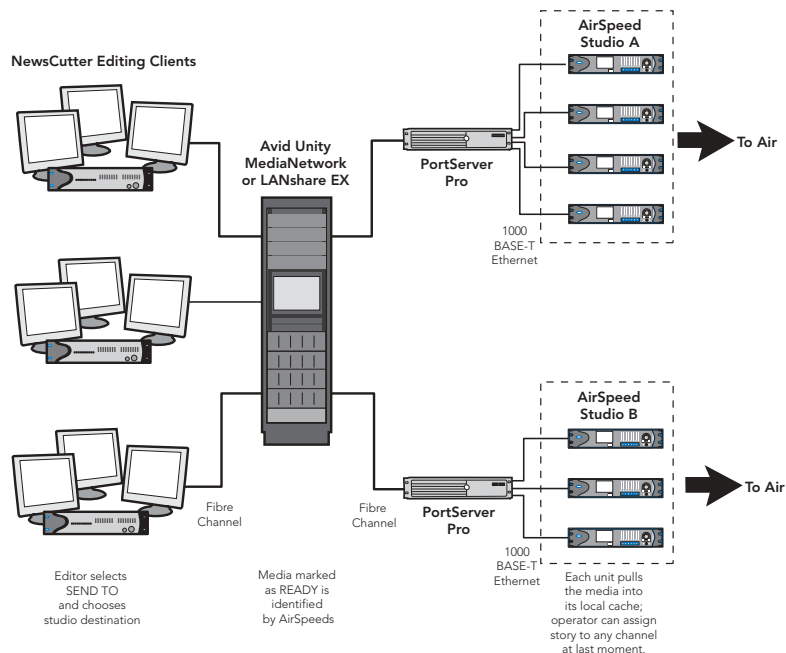 NewsCutter Editing Clients
Avid Unity
MediaNetwork
or LANshare EX
PortServer
Pro
1000
BASE-T
Ethernet
AirSpeed
Studio A
To Air
Fibre
Channel
Fibre
Channel
PortServer
Pro
1000
BASE-T
Ethernet
AirSpeed
Studio B
To Air
Editor selects
SEND TO
and chooses
studio destination
Media marked
as READY is
identified
by AirSpeeds
Each unit pulls
the media into
its local cache;
operator can assign
story to any channel
at last moment.